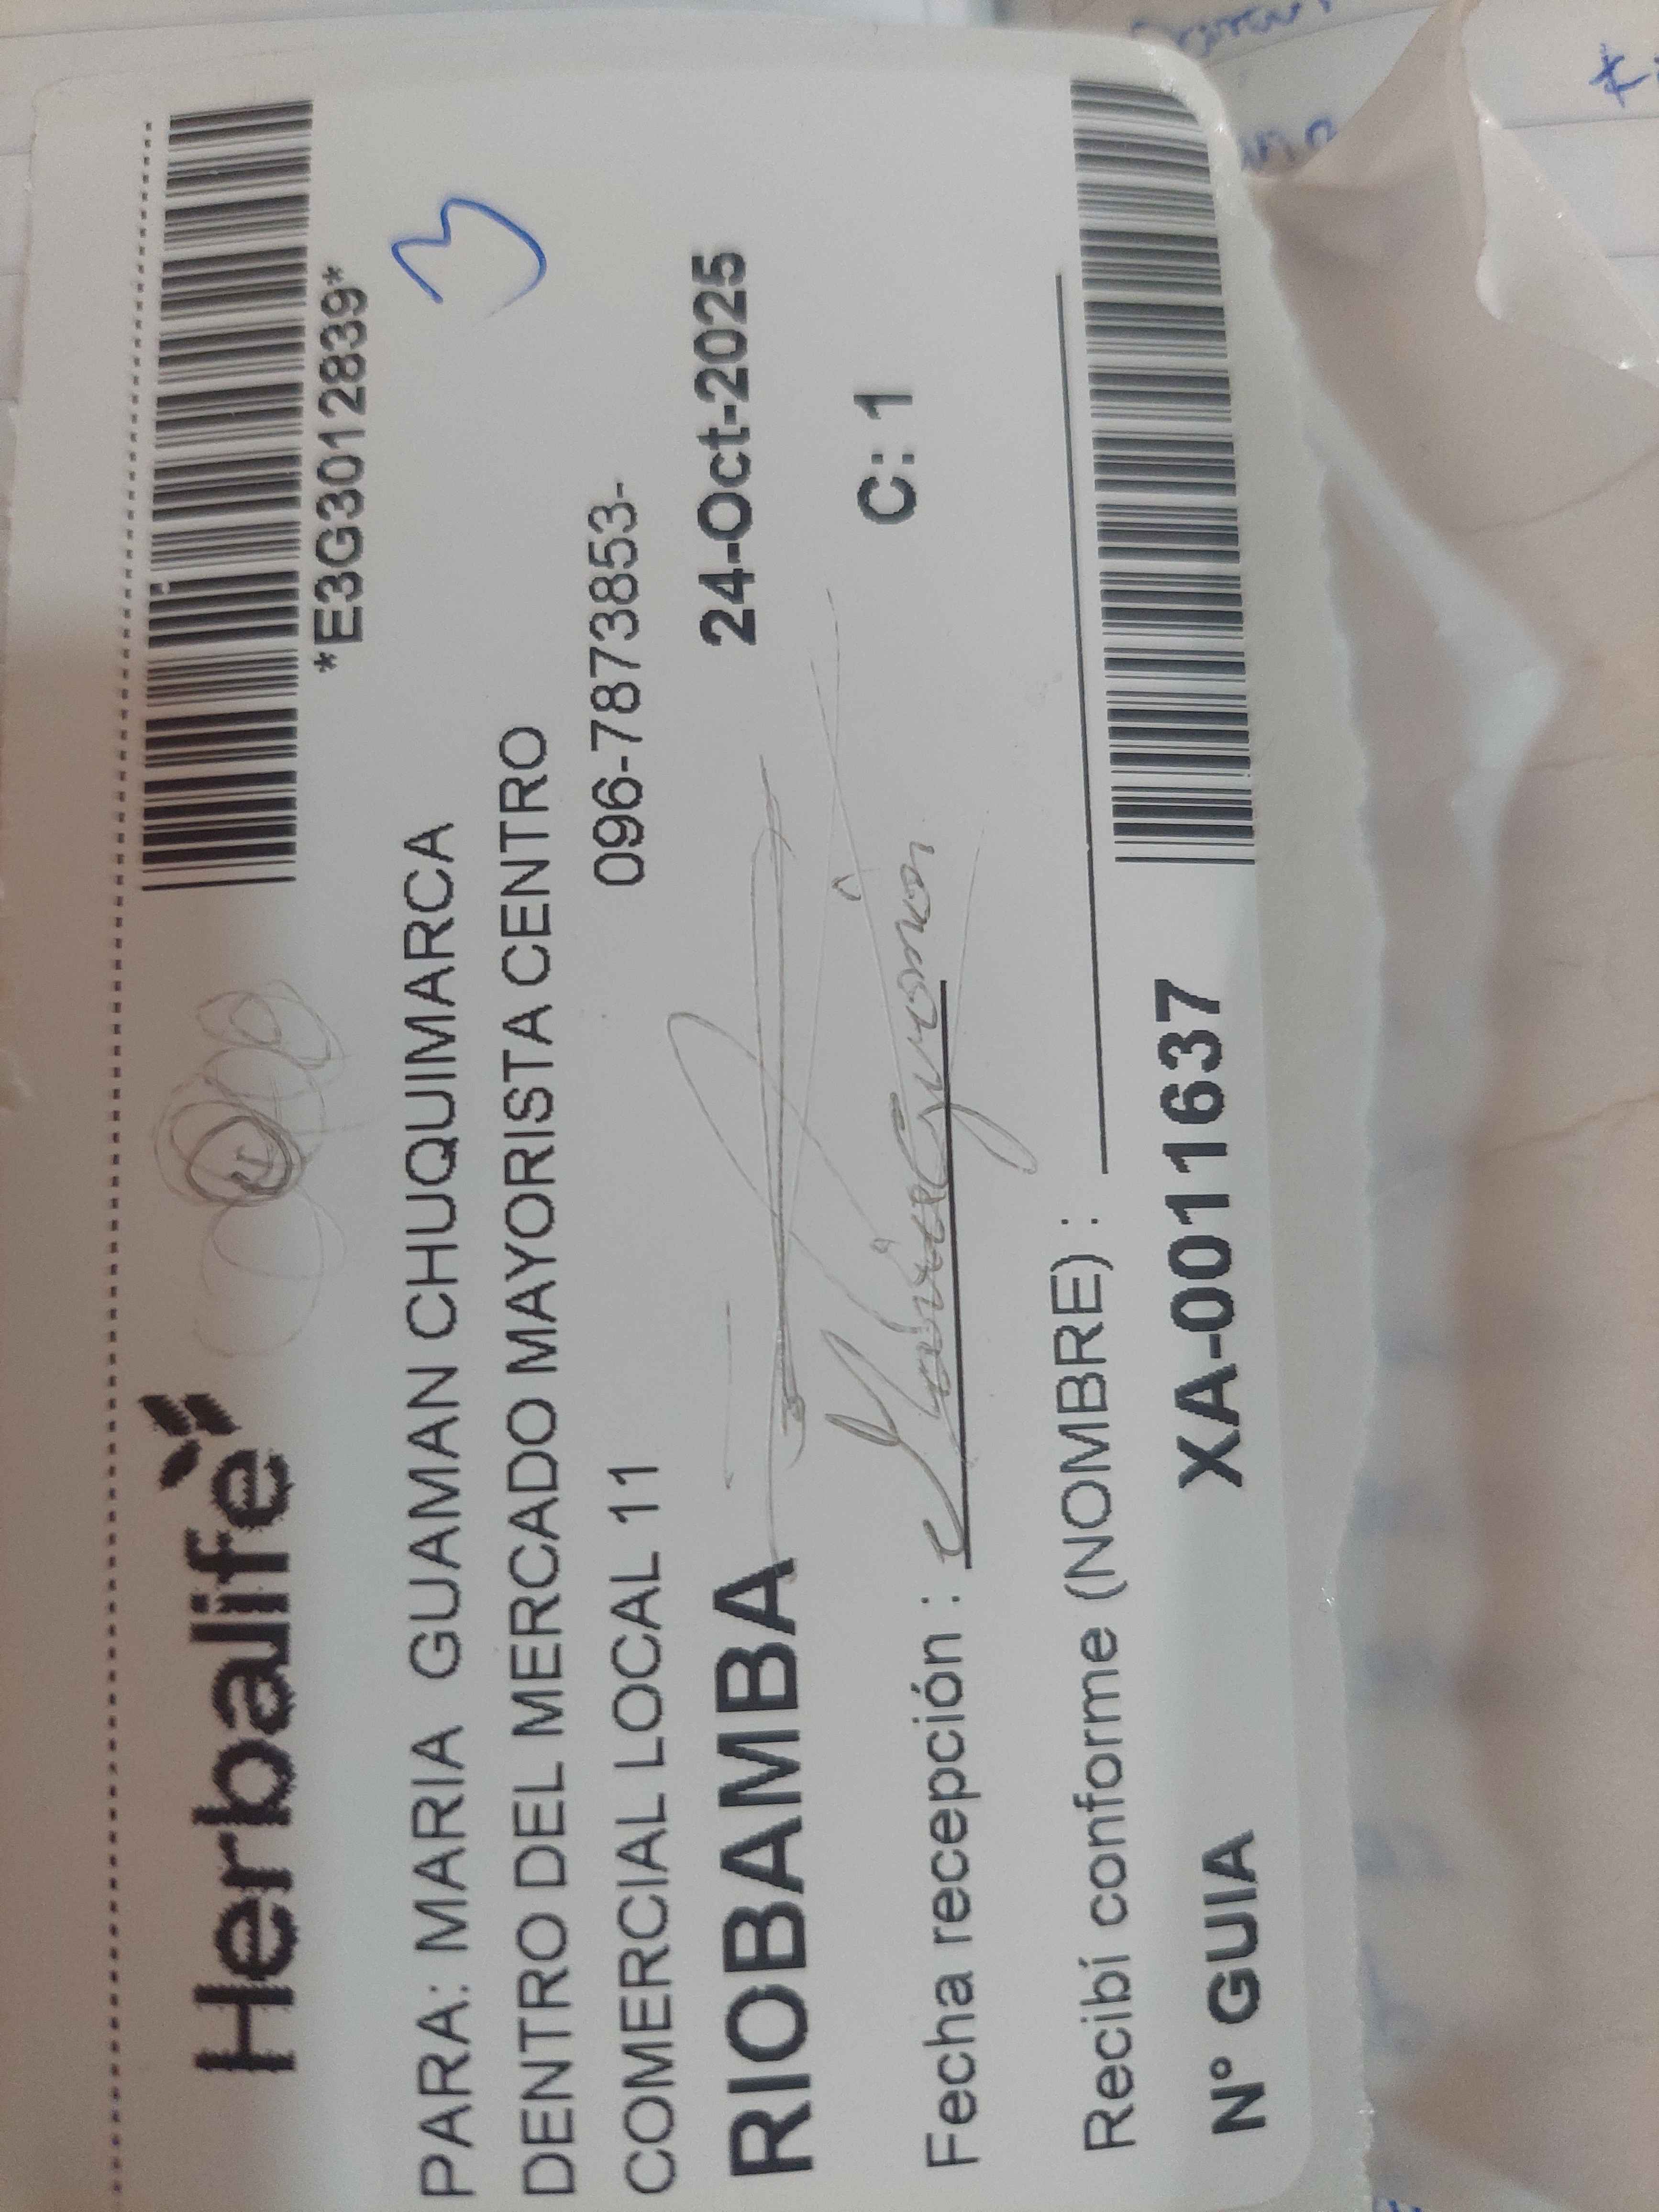 Herbalife
*E3G3012839*
PARA: MARIA GUAMAN CHUQUIMARCA
3
DENTRO DEL MERCADO MAYORISTA CENTRO
COMERCIAL LOCAL 11
096-7873853-
RIOBAMBA
24-Oct-2025
C:: 1
Fecha recepción :
Recibí conforme (NOMBRE) :
N° GUIA
XA-0011637